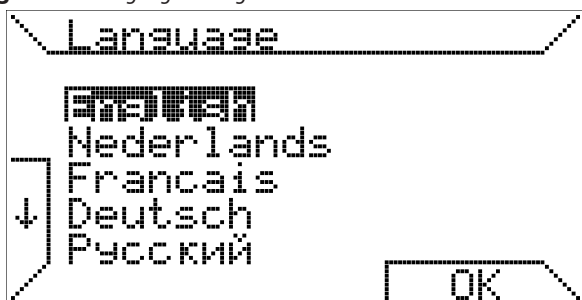 Language
English
Nederlands
Francais
Deutsch
Русский
↓
OK